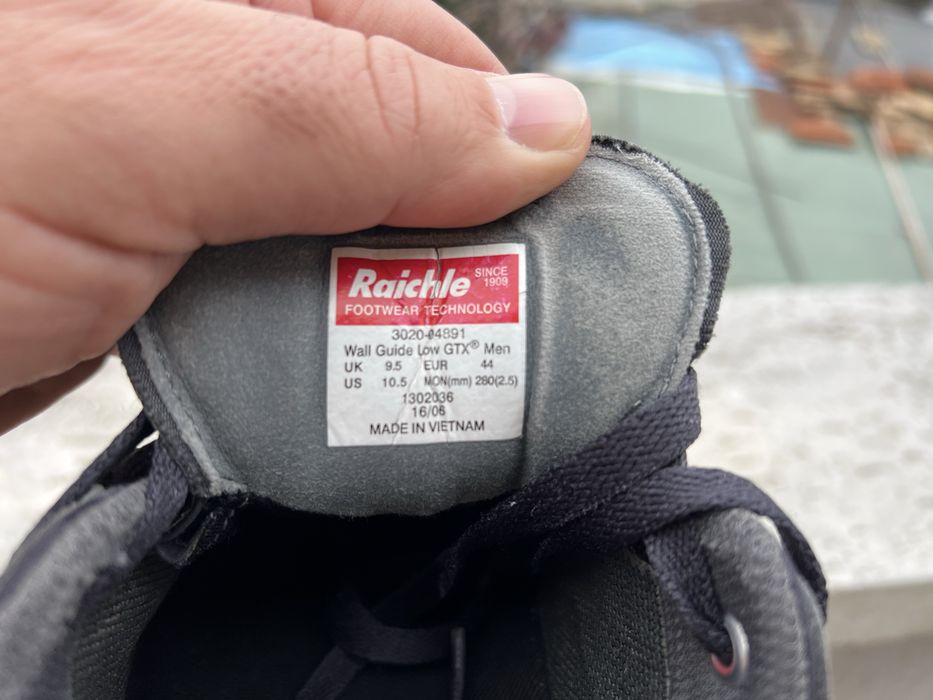 Raichle SINCE 1909
FOOTWEAR TECHNOLOGY
3020-04891
Wall Guide Low GTX® Men
UK 9.5 EUR 44
US 10.5 MON(mm) 280(2.5)
1302036
16/06
MADE IN VIETNAM